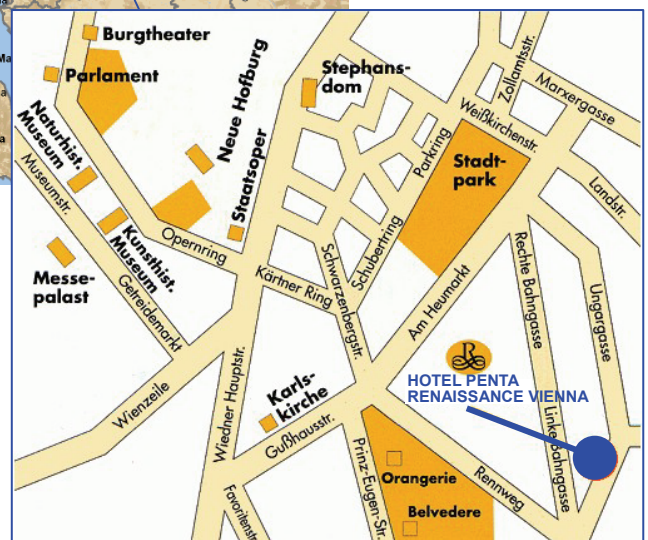 Burgtheater
Parlament
Neue Hofburg
Stephans-
dom
Zollamtsstr.
Marxergasse
Weißkirchenstr.
Naturhist.
Museum
Museumstr.
Parkring
Stadt-
park
Landstr.
Staatsoper
Opernring
Kunsthist.
Museum
Messe-
palast
Getreidemarkt
Kärtner Ring
Schwarzenbergstr.
Schubertring
Am Heumarkt
Rechte Bahngasse
Ungargasse
R
HOTEL PENTA
RENAISSANCE VIENNA
Karls-
kirche
Wienzeile
Wiedner Hauptstr.
Gußhausstr.
Linke Bahngasse
Prinz-Eugen-Str.
Orangerie
Rennweg
Belvedere